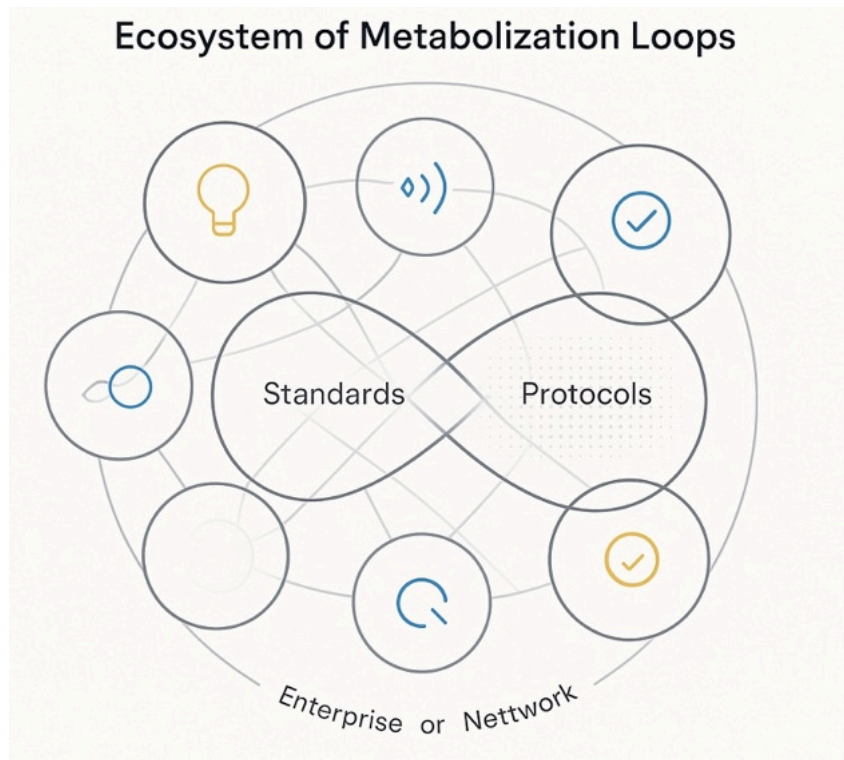 Ecosystem of Metabolization Loops
Standards
Protocols
Enterprise or Nettwork